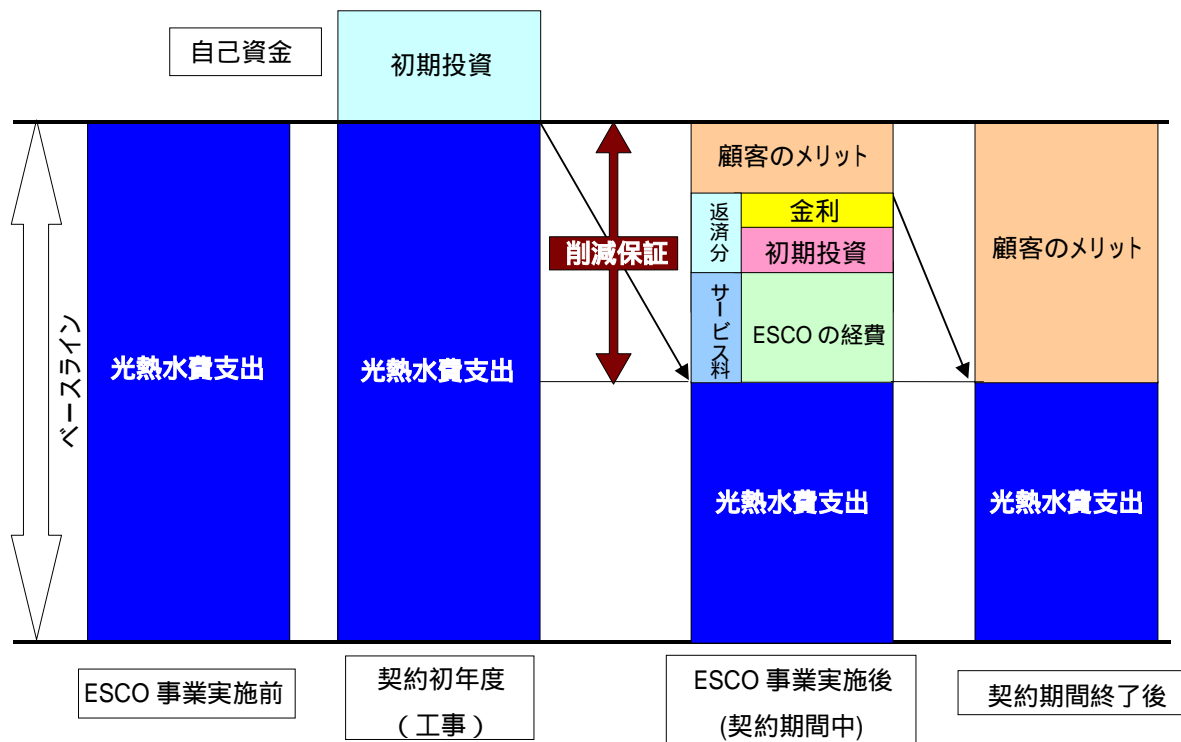 自己資金
初期投資
ベースライン
光熱水費支出
光熱水費支出
削減保証
顧客のメリット
返済分
金利
初期投資
サービス料
ESCOの経費
光熱水費支出
顧客のメリット
光熱水費支出
ESCO 事業実施前
契約初年度
（工事）
ESCO 事業実施後
(契約期間中)
契約期間終了後